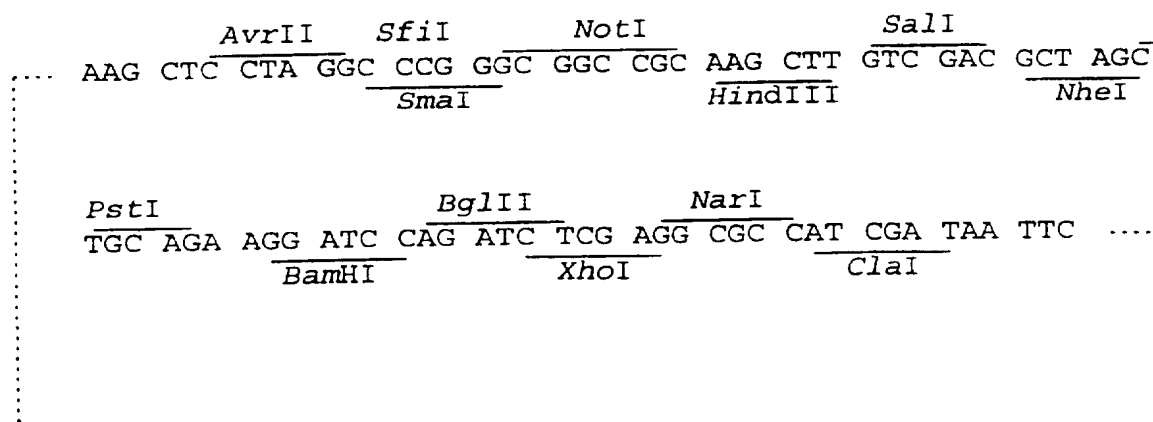 AvrII SfiI NotI SalI
.... AAG CTC CTA GGC CCG GGC GGC CGC AAG CTT GTC GAC GCT AGC
SmaI HindIII NheI
PstI BglII NarI
TGC AGA AGG ATC CAG ATC TCG AGG CGC CAT CGA TAA TTC ....
BamHI XhoI ClaI